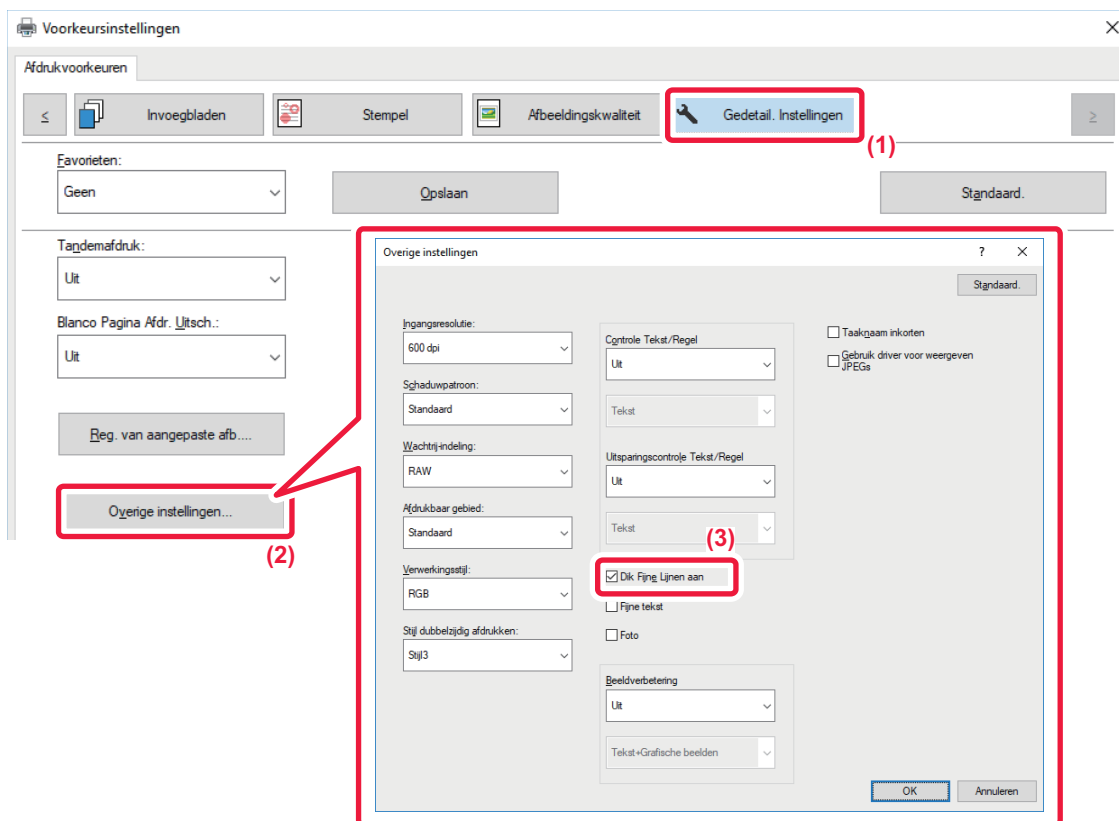 Voorkeursinstellingen
Afdrukvoorkeuren
<
Invoegbladen
Stempel
Afbeeldingskwaliteit
Gedetail. Instellingen
>
(1)
Favorieten:
Geen
Opslaan
Standaard.
Tandemafdruk:
Uit
Blanco Pagina Afdr. Uitsch.:
Uit
Reg. van aangepaste afb....
Overige instellingen...
(2)
Overige instellingen
?
Standaard.
Ingangsresolutie:
600 dpi
Schaduwpatroon:
Standaard
Wachtrij-indeling:
RAW
Afdrukbaar gebied:
Standaard
Verwerkingsstijl:
RGB
Stijl dubbelzijdig afdrukken:
Stijl3
Controle Tekst/Regel
Uit
Tekst
Uitsparingscontrole Tekst/Regel
Uit
Tekst
(3)
Dik Fijne Lijnen aan
Fijne tekst
Foto
Beeldverbetering
Uit
Tekst+Grafische beelden
Taaknaam inkorten
Gebruik driver voor weergeven
JPEGs
OK
Annuleren